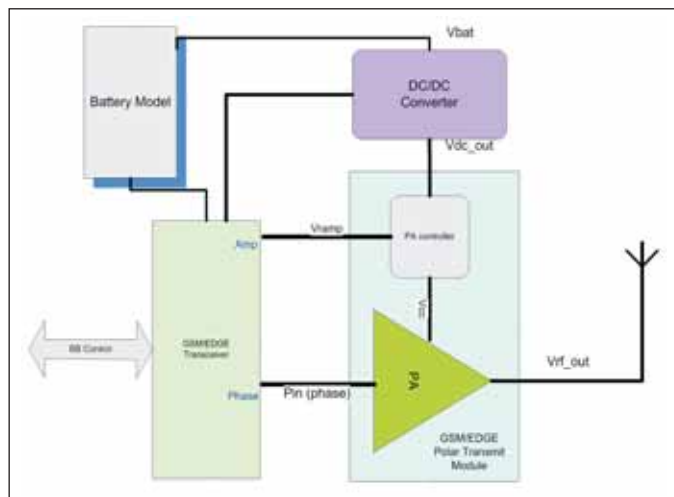 Vbat
Battery Model
DC/DC
Converter
Vdc_out
Vramp
Amp
PA controller
Vcc
BB Control
GSM/EDGE
Transceiver
Phase
Pin (phase)
PA
Vrf_out
GSM/EDGE
Polar Transmit
Module